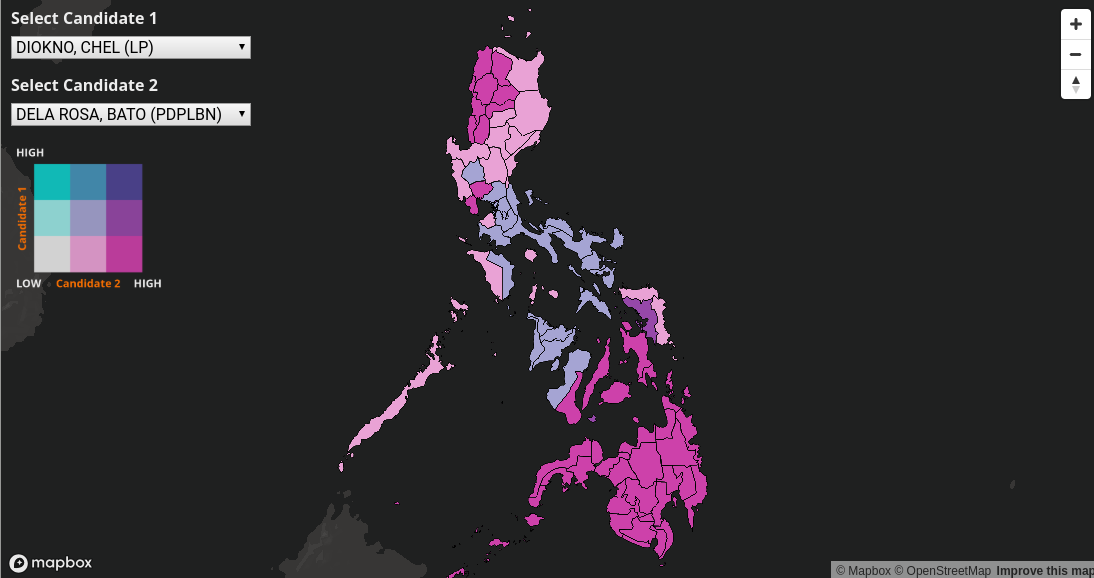 Select Candidate 1
DIOKNO, CHEL (LP)
Select Candidate 2
DELA ROSA, BATO (PDPLBN)
HIGH
Candidate 1
LOW Candidate 2 HIGH
mapbox
© Mapbox © OpenStreetMap Improve this map